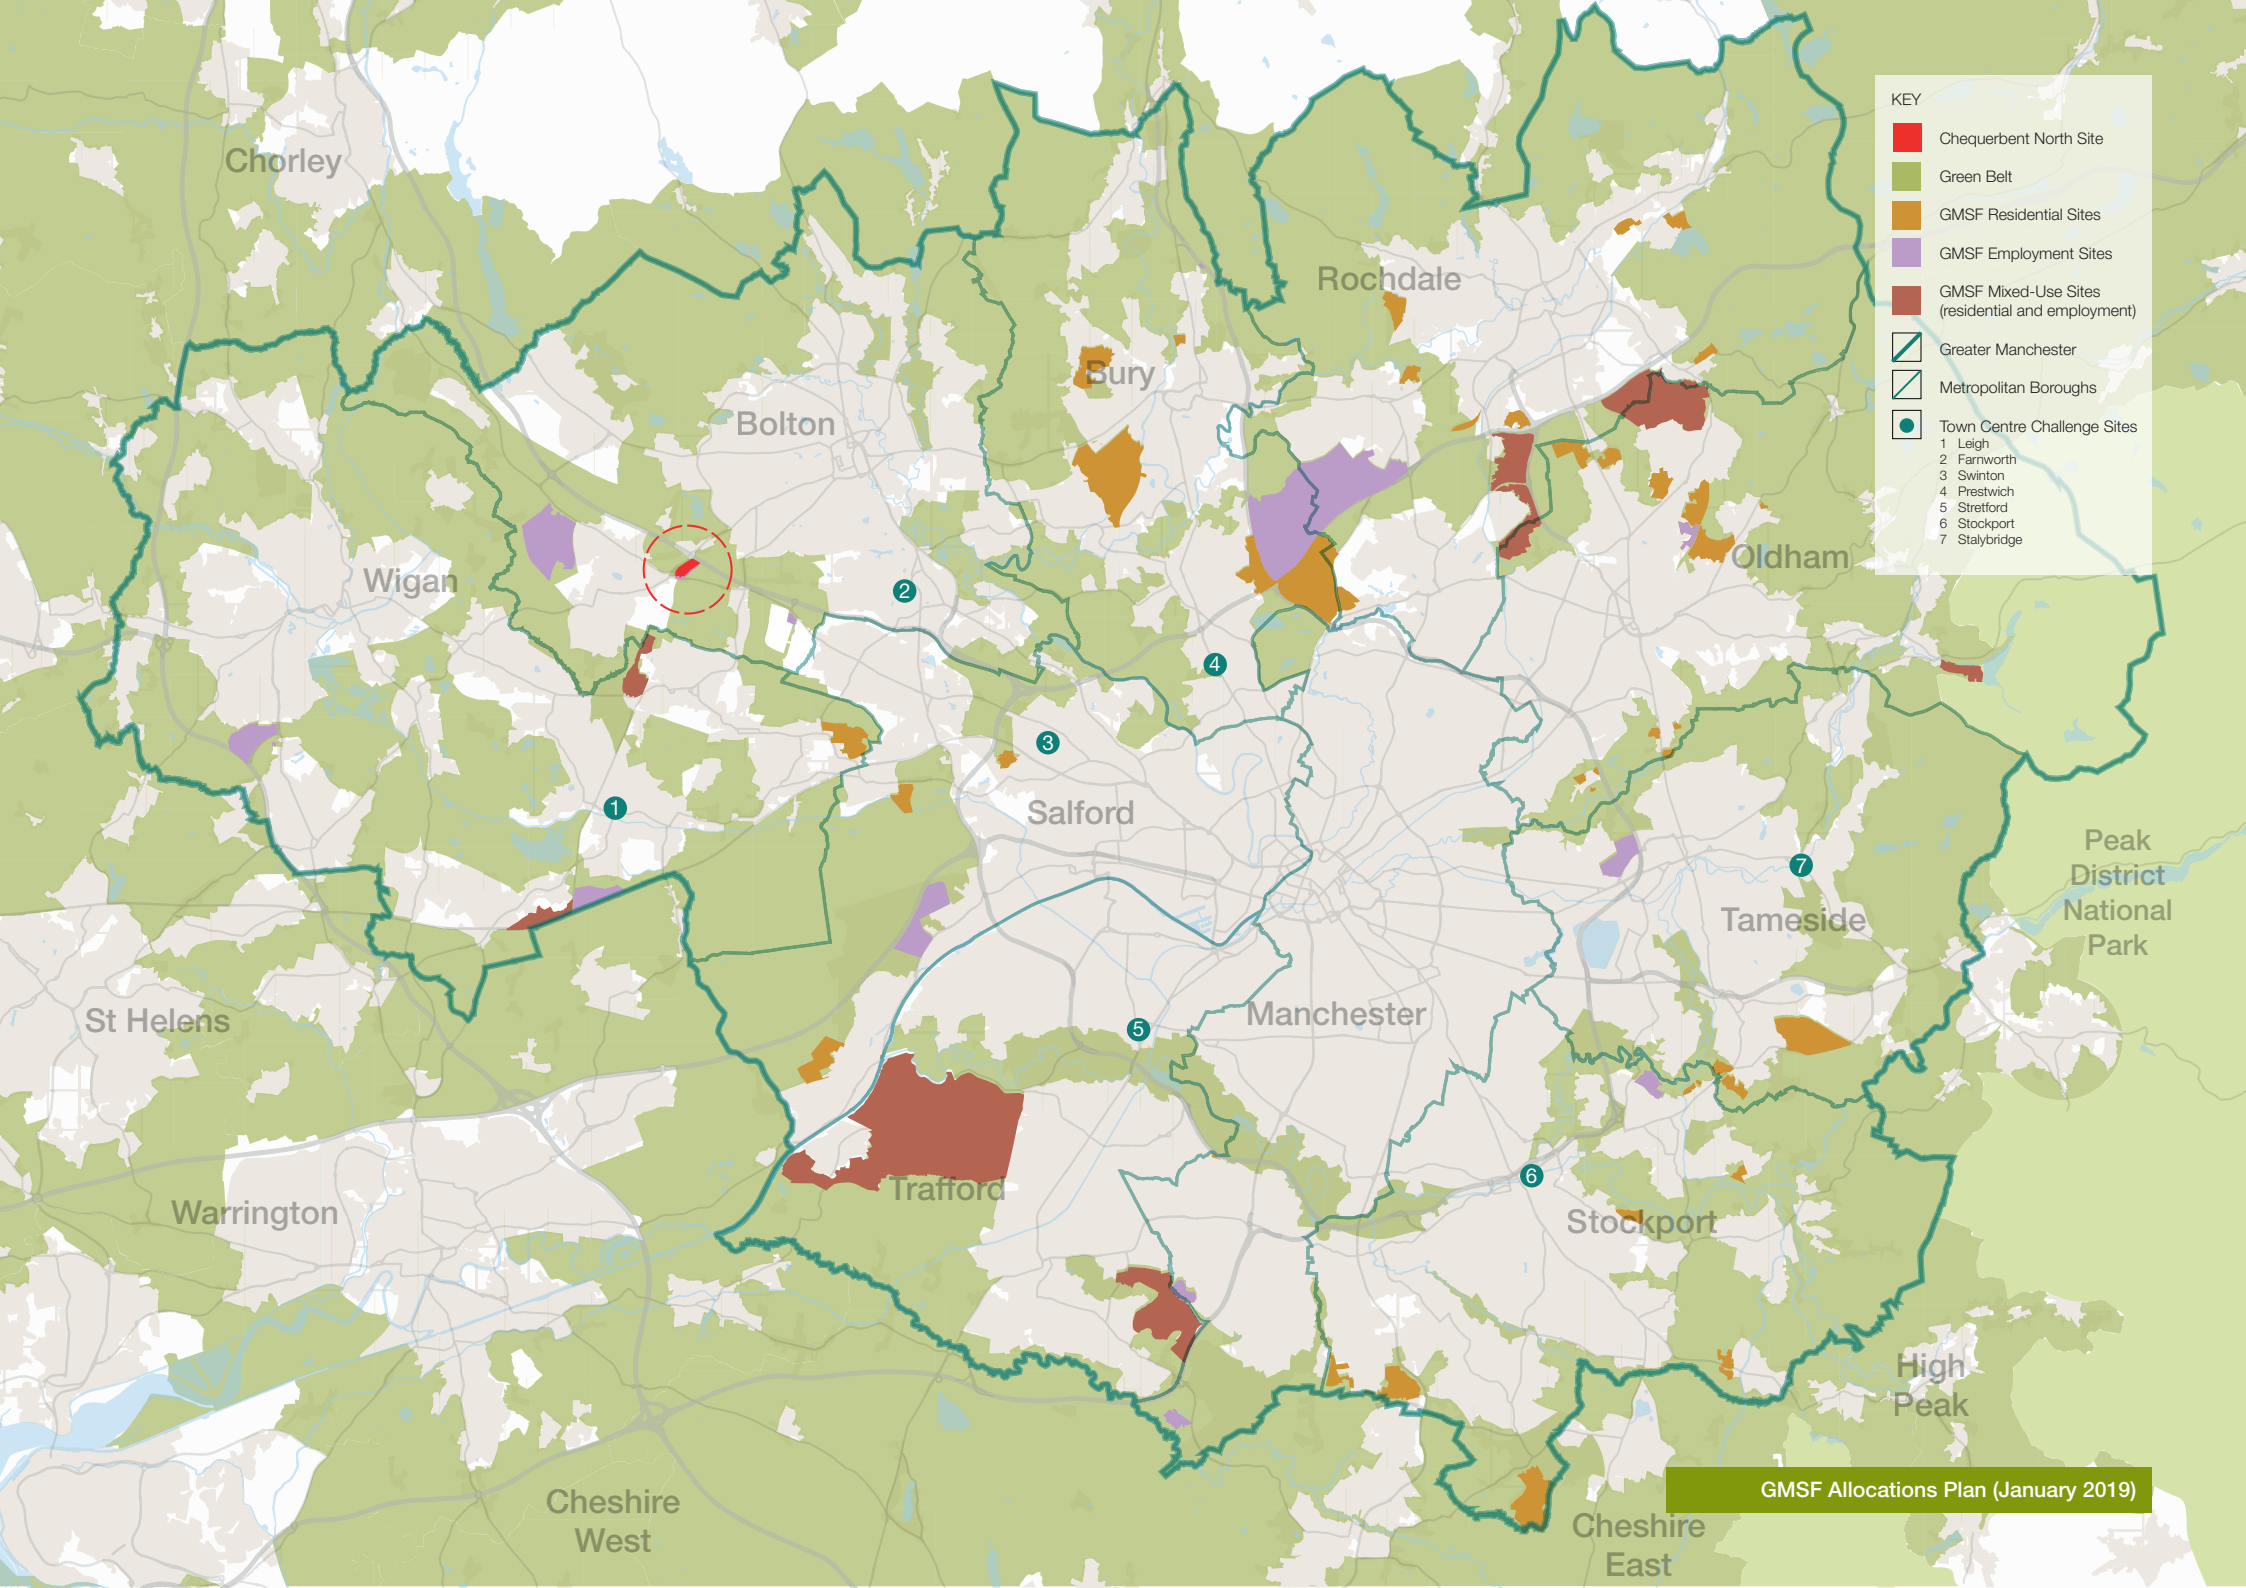 KEY
Chequerbent North Site
Green Belt
GMSF Residential Sites
GMSF Employment Sites
GMSF Mixed-Use Sites
(residential and employment)
Greater Manchester
Metropolitan Boroughs
Town Centre Challenge Sites
1 Leigh
2 Farnworth
3 Swinton
4 Prestwich
5 Stretford
6 Stockport
7 Stalybridge
Chorley
Rochdale
Bury
Bolton
Oldham
Wigan
2
4
3
1
Salford
Peak
District
National
Park
7
Tameside
St Helens
Manchester
5
Trafford
6
Warrington
Stockport
High
Peak
GMSF Allocations Plan (January 2019)
Cheshire
West
Cheshire
East